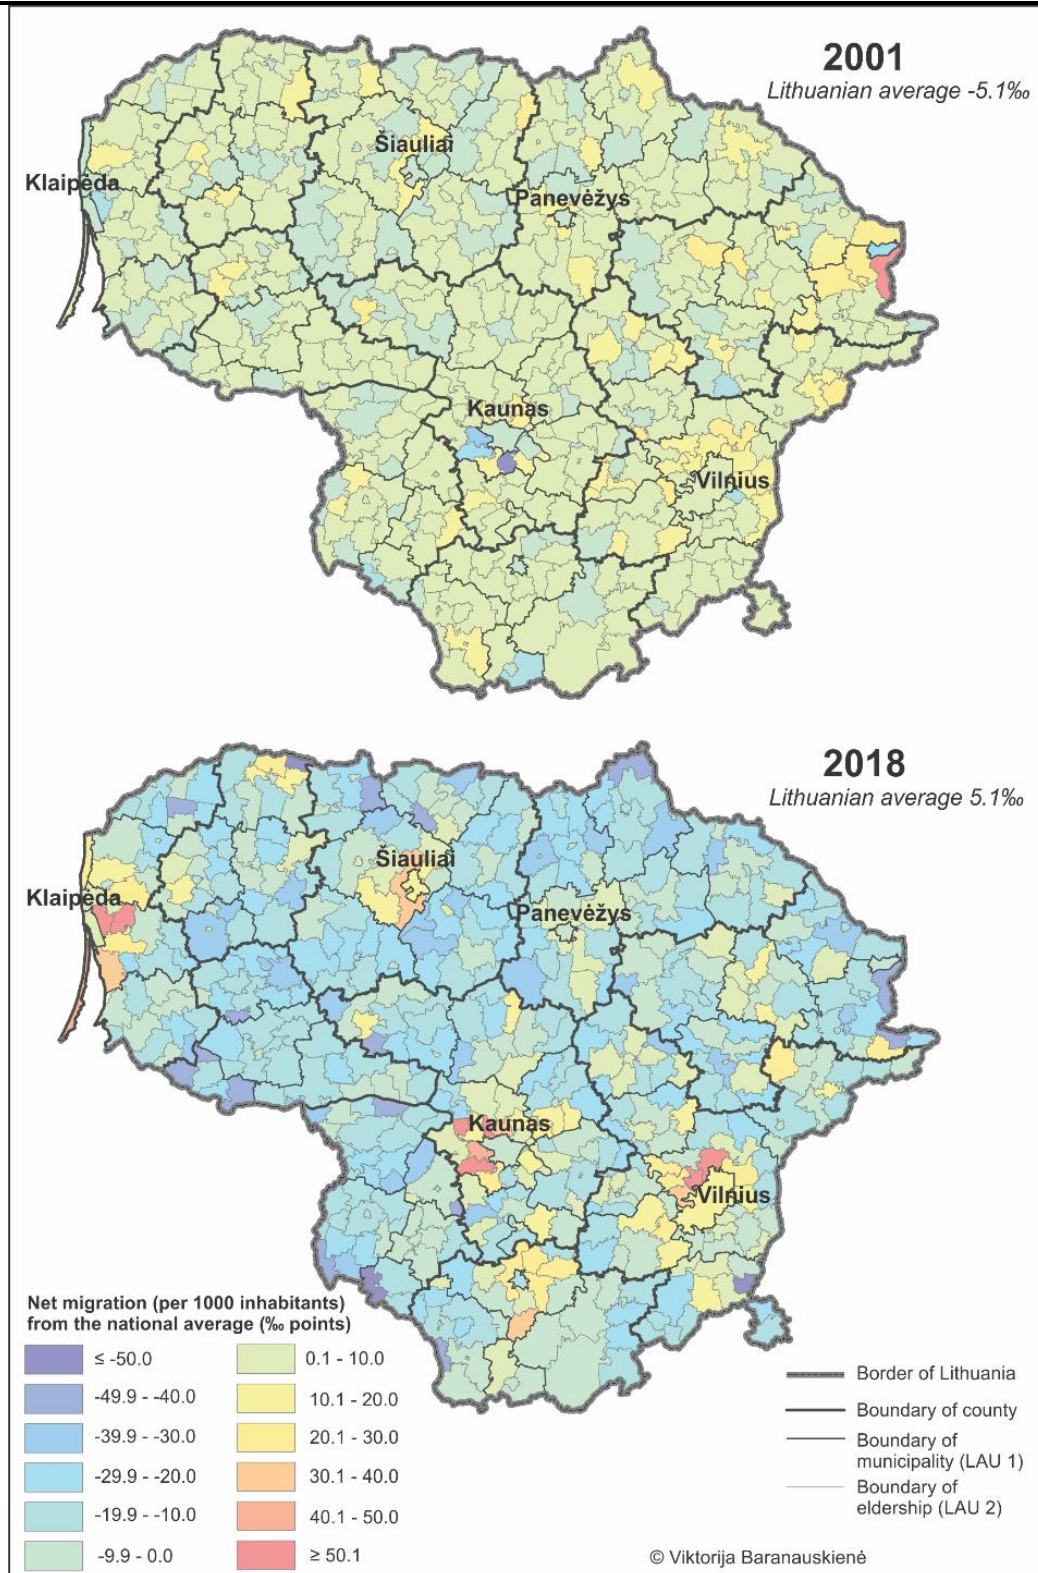 2001
Lithuanian average -5.1‰
Šiauliai
Klaipėda
Panevėžys
Kaunas
Vilnius
2018
Lithuanian average 5.1‰
Šiauliai
Klaipėda
Panevėžys
Kaunas
Vilnius
Net migration (per 1000 inhabitants)
from the national average (‰ points)
≤ -50.0
-49.9 - -40.0
-39.9 - -30.0
-29.9 - -20.0
-19.9 - -10.0
-9.9 - 0.0
0.1 - 10.0
10.1 - 20.0
20.1 - 30.0
30.1 - 40.0
40.1 - 50.0
≥ 50.1
Border of Lithuania
Boundary of county
Boundary of
municipality (LAU 1)
Boundary of
eldership (LAU 2)
© Viktorija Baranauskienė